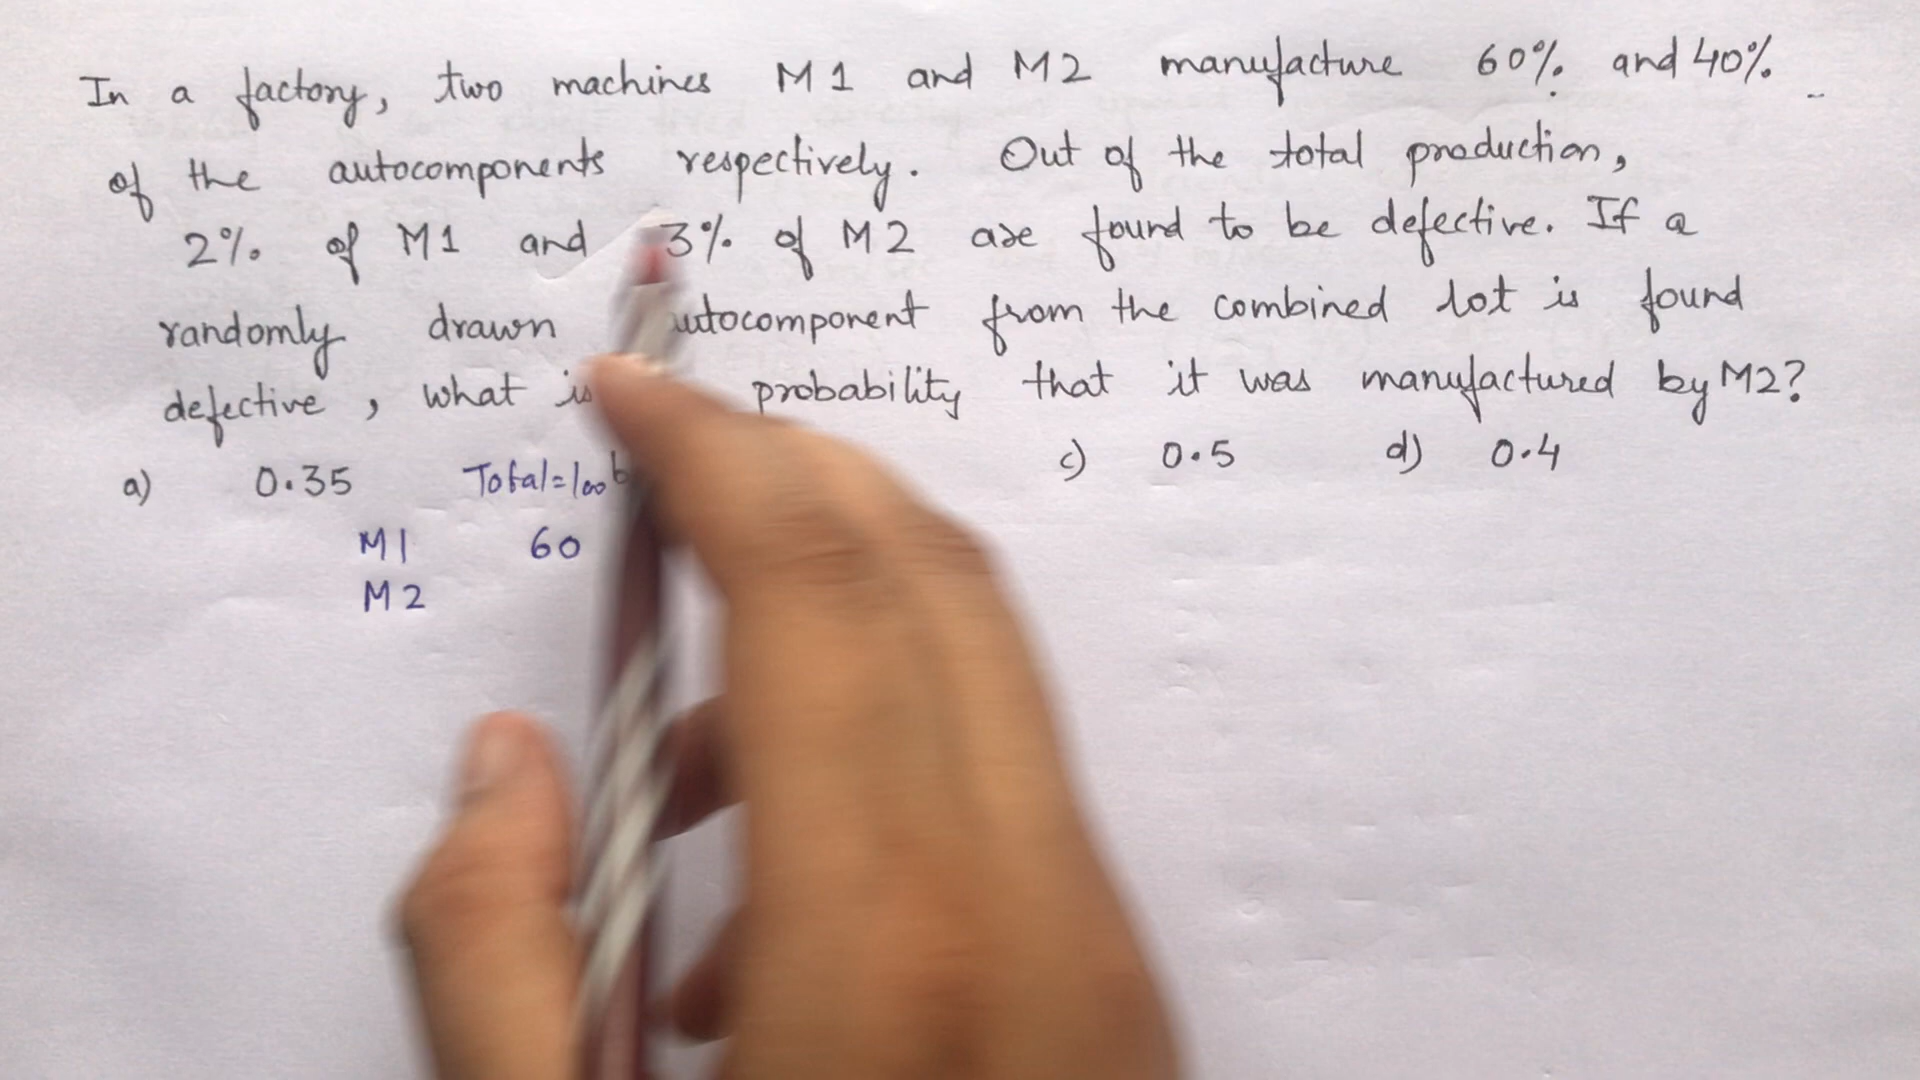 In a factory, two machines M1 and M2 manufacture 60% and 40%
of the autocomponents respectively. Out of the total production,
2% of M1 and 3% of M2 are found to be defective. If a
randomly drawn utocomponent from the combined lot is found
defective, what is probability that it was manufactured by M2?
a) 0.35 Total=100 b c) 0.5 d) 0.4
M1 60
M2